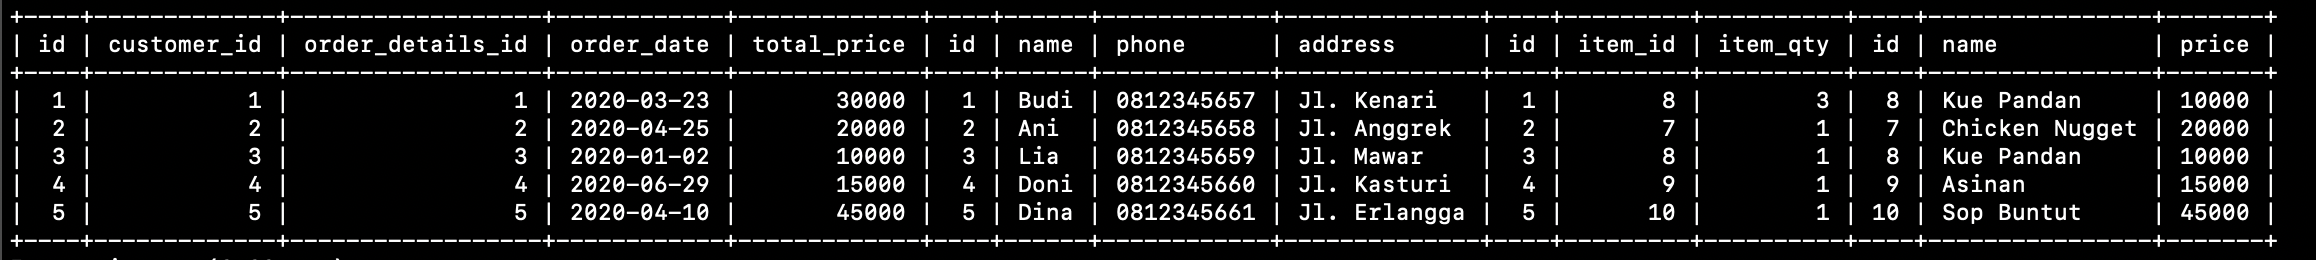 +----+-------------+------------------+------------+-------------+----+------+------------+--------------+----+---------+----------+----+----------------+-------+
| id | customer_id | order_details_id | order_date | total_price | id | name | phone      | address      | id | item_id | item_qty | id | name           | price |
+----+-------------+------------------+------------+-------------+----+------+------------+--------------+----+---------+----------+----+----------------+-------+
|  1 |           1 |                1 | 2020-03-23 |       30000 |  1 | Budi | 0812345657 | Jl. Kenari   |  1 |       8 |        3 |  8 | Kue Pandan     | 10000 |
|  2 |           2 |                2 | 2020-04-25 |       20000 |  2 | Ani  | 0812345658 | Jl. Anggrek  |  2 |       7 |        1 |  7 | Chicken Nugget | 20000 |
|  3 |           3 |                3 | 2020-01-02 |       10000 |  3 | Lia  | 0812345659 | Jl. Mawar    |  3 |       8 |        1 |  8 | Kue Pandan     | 10000 |
|  4 |           4 |                4 | 2020-06-29 |       15000 |  4 | Doni | 0812345660 | Jl. Kasturi  |  4 |       9 |        1 |  9 | Asinan         | 15000 |
|  5 |           5 |                5 | 2020-04-10 |       45000 |  5 | Dina | 0812345661 | Jl. Erlangga |  5 |      10 |        1 | 10 | Sop Buntut     | 45000 |
+----+-------------+------------------+------------+-------------+----+------+------------+--------------+----+---------+----------+----+----------------+-------+